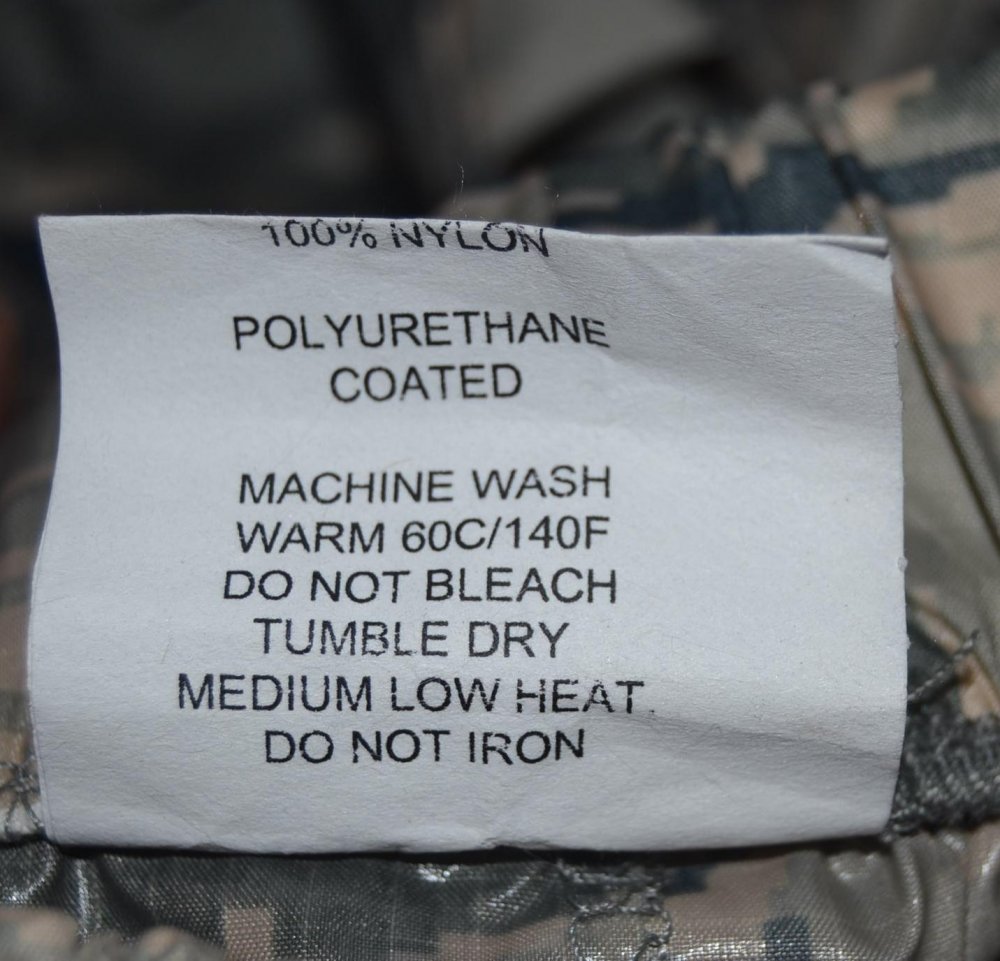 100% NYLON
POLYURETHANE
COATED
MACHINE WASH
WARM 60C/140F
DO NOT BLEACH
TUMBLE DRY
MEDIUM LOW HEAT.
DO NOT IRON